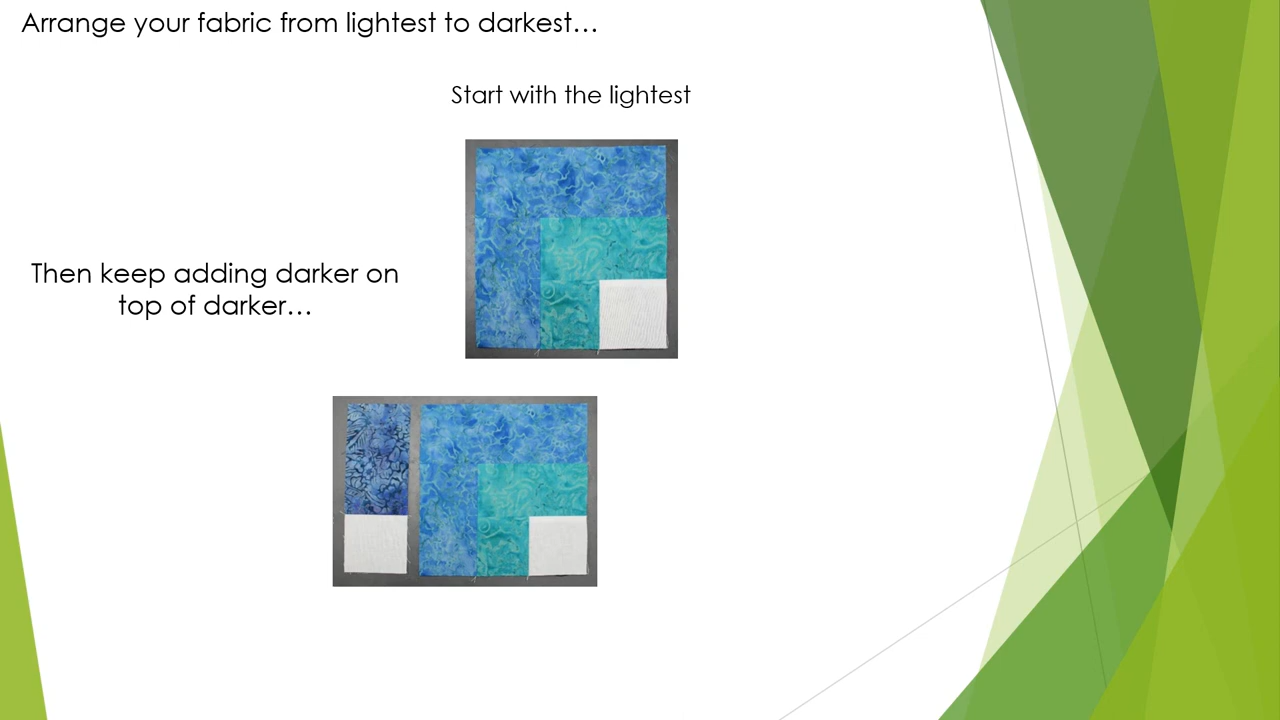 Arrange your fabric from lightest to darkest…
Start with the lightest
Then keep adding darker on
top of darker…